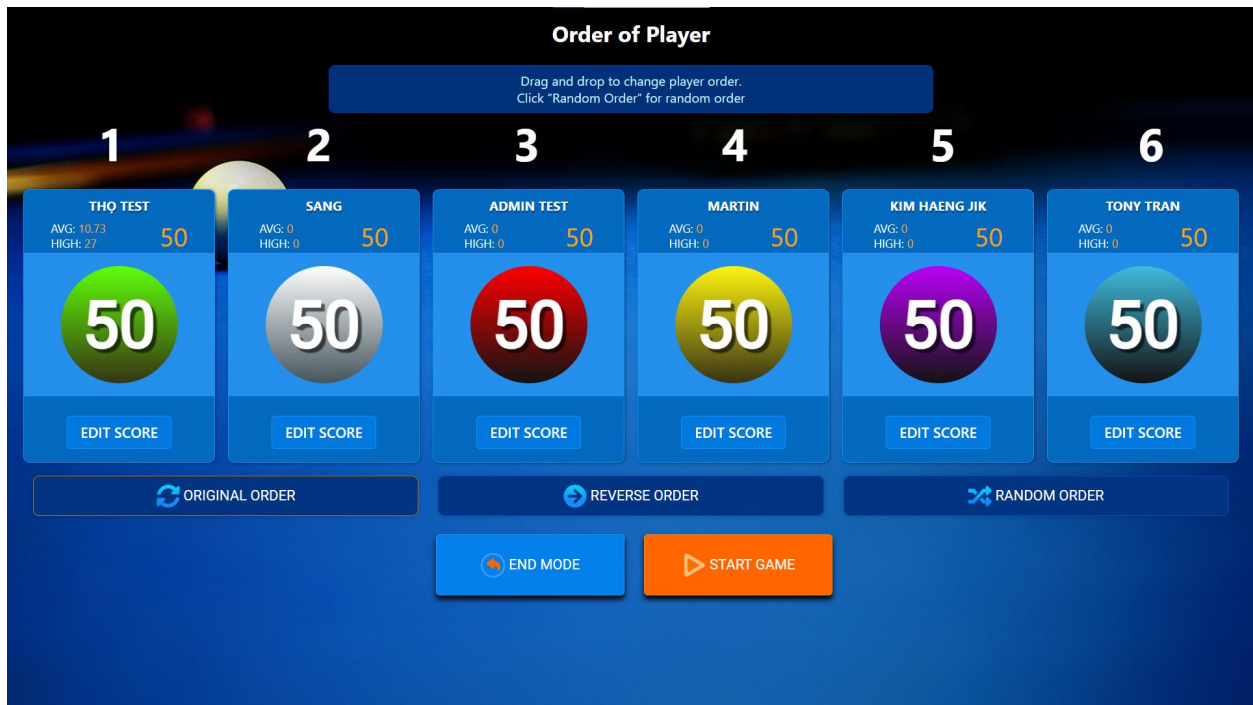 Order of Player
Drag and drop to change player order.
Click "Random Order" for random order
1 2 3 4 5 6
THỌ TEST
AVG: 10.73
HIGH: 27
50
50
EDIT SCORE
SANG
AVG: 0
HIGH: 0
50
50
EDIT SCORE
ADMIN TEST
AVG: 0
HIGH: 0
50
50
EDIT SCORE
MARTIN
AVG: 0
HIGH: 0
50
50
EDIT SCORE
KIM HAENG JIK
AVG: 0
HIGH: 0
50
50
EDIT SCORE
TONY TRAN
AVG: 0
HIGH: 0
50
50
EDIT SCORE
ORIGINAL ORDER
REVERSE ORDER
RANDOM ORDER
END MODE
START GAME